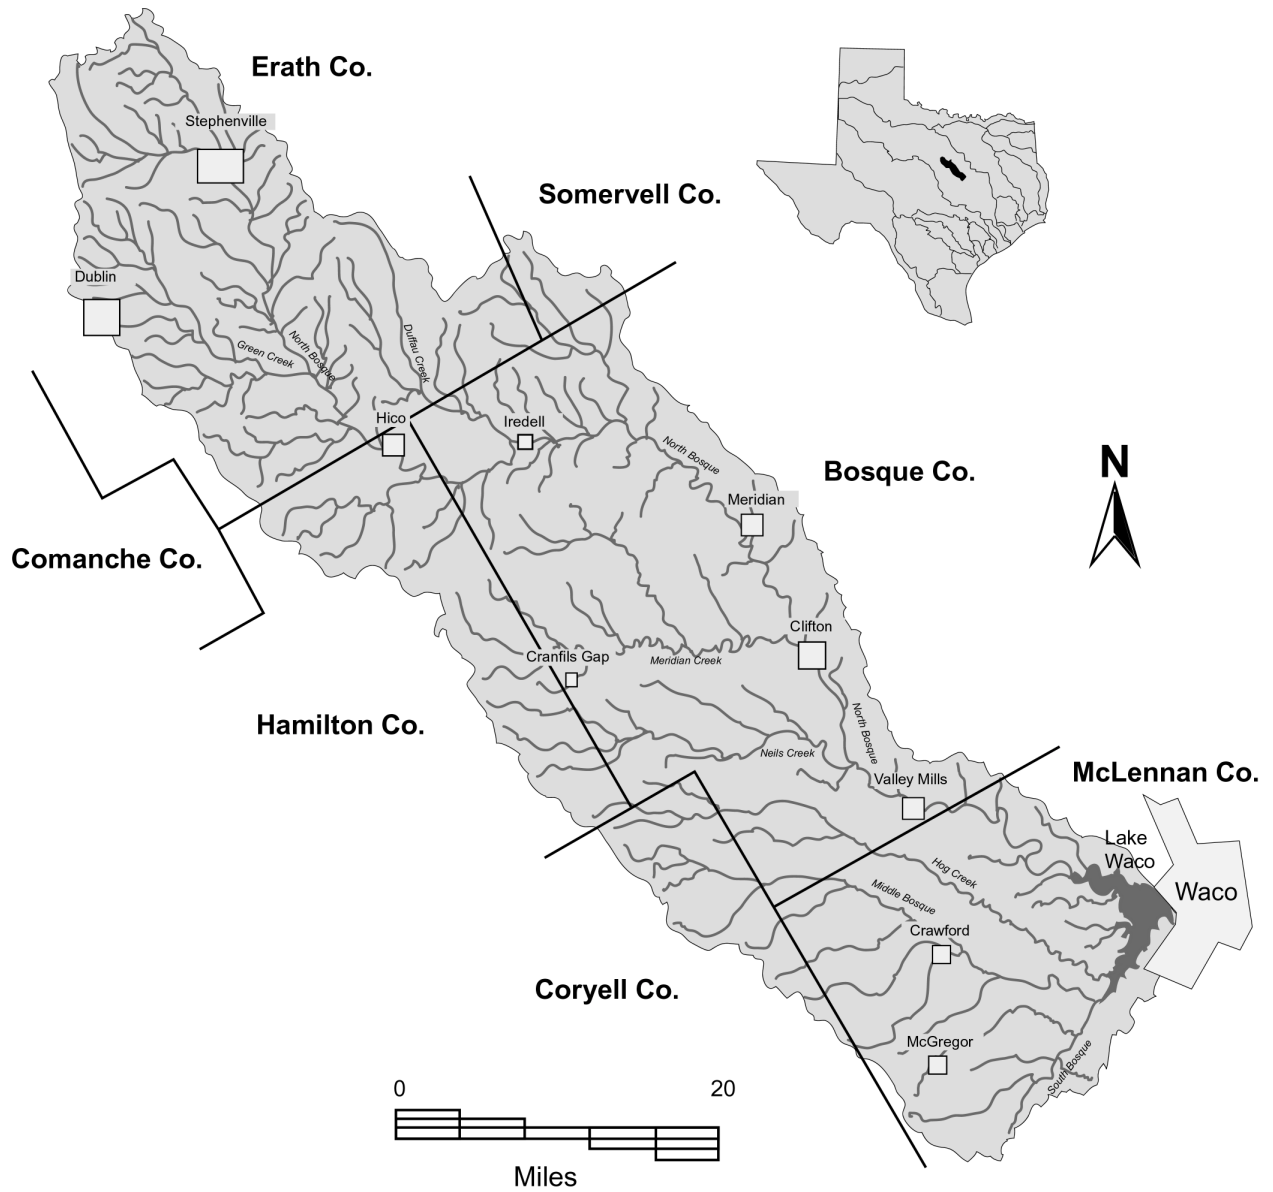 Erath Co.
Stephenville
Somervell Co.
Dublin
Duffau Creek
North Bosque
Green Creek
Hico
Iredell
North Bosque
Bosque Co.
N
Meridian
Comanche Co.
Clifton
Cranfils Gap
Meridian Creek
Hamilton Co.
North Bosque
Neils Creek
Valley Mills
McLennan Co.
Lake
Waco
Hog Creek
Middle Bosque
Waco
Crawford
Coryell Co.
McGregor
South Bosque
0 20
Miles